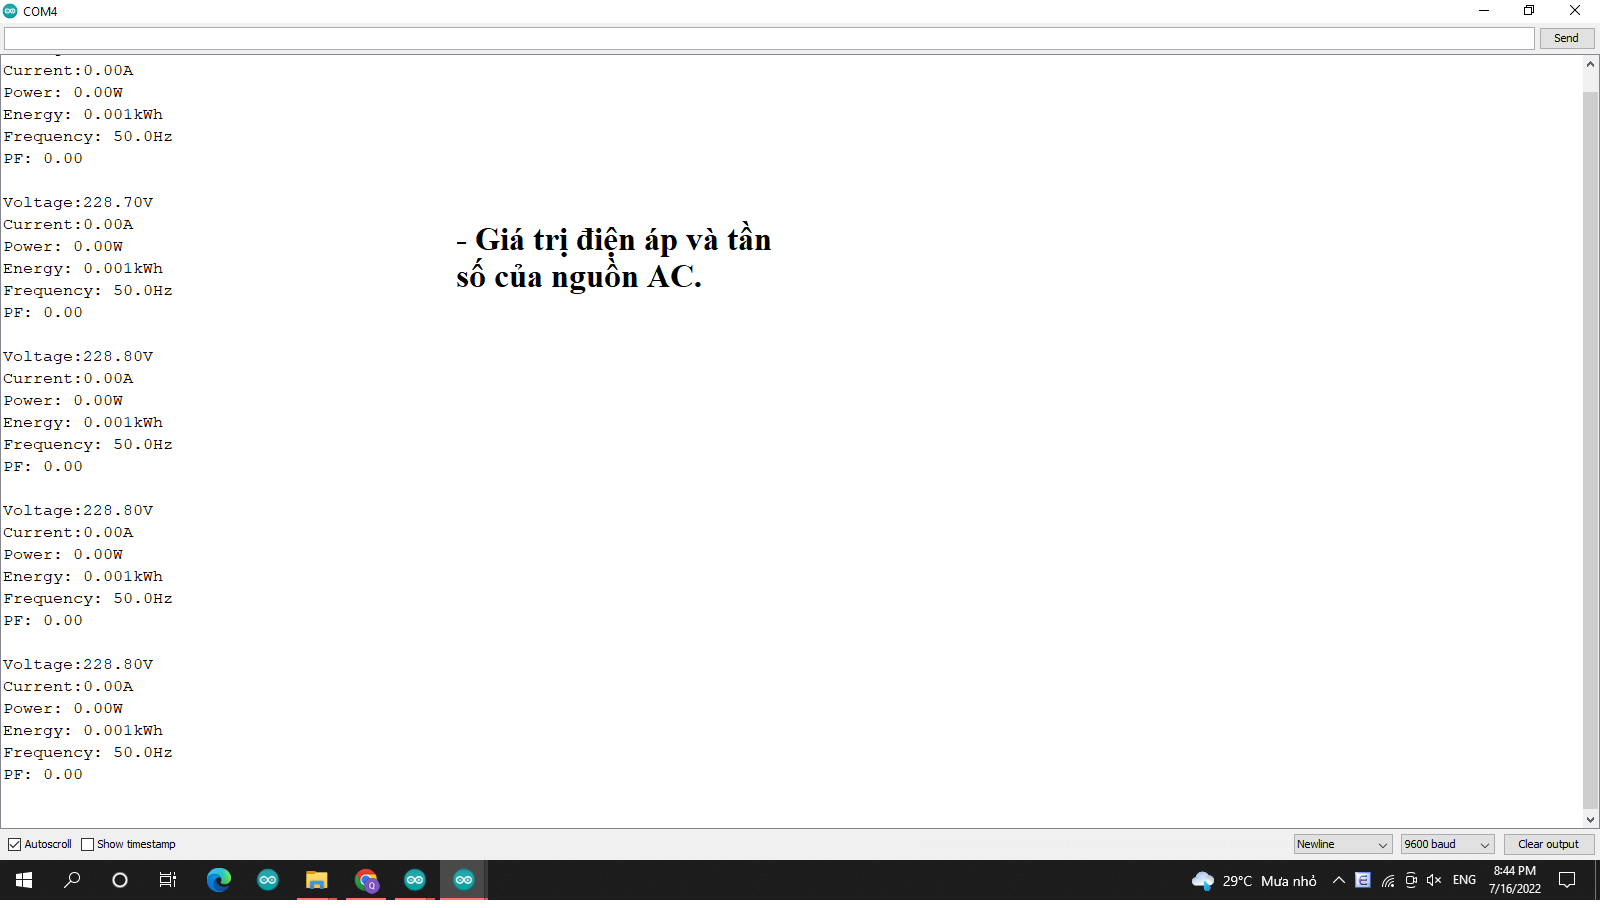 COM4
Send
Current:0.00A
Power: 0.00W
Energy: 0.001kWh
Frequency: 50.0Hz
PF: 0.00
Voltage:228.70V
Current:0.00A
Power: 0.00W
Energy: 0.001kWh
Frequency: 50.0Hz
PF: 0.00
Voltage:228.80V
Current:0.00A
Power: 0.00W
Energy: 0.001kWh
Frequency: 50.0Hz
PF: 0.00
Voltage:228.80V
Current:0.00A
Power: 0.00W
Energy: 0.001kWh
Frequency: 50.0Hz
PF: 0.00
Voltage:228.80V
Current:0.00A
Power: 0.00W
Energy: 0.001kWh
Frequency: 50.0Hz
PF: 0.00
- Giá trị điện áp và tần
số của nguồn AC.
Autoscroll Show timestamp Newline 9600 baud Clear output
29°C Mưa nhỏ ENG 8:44 PM
7/16/2022